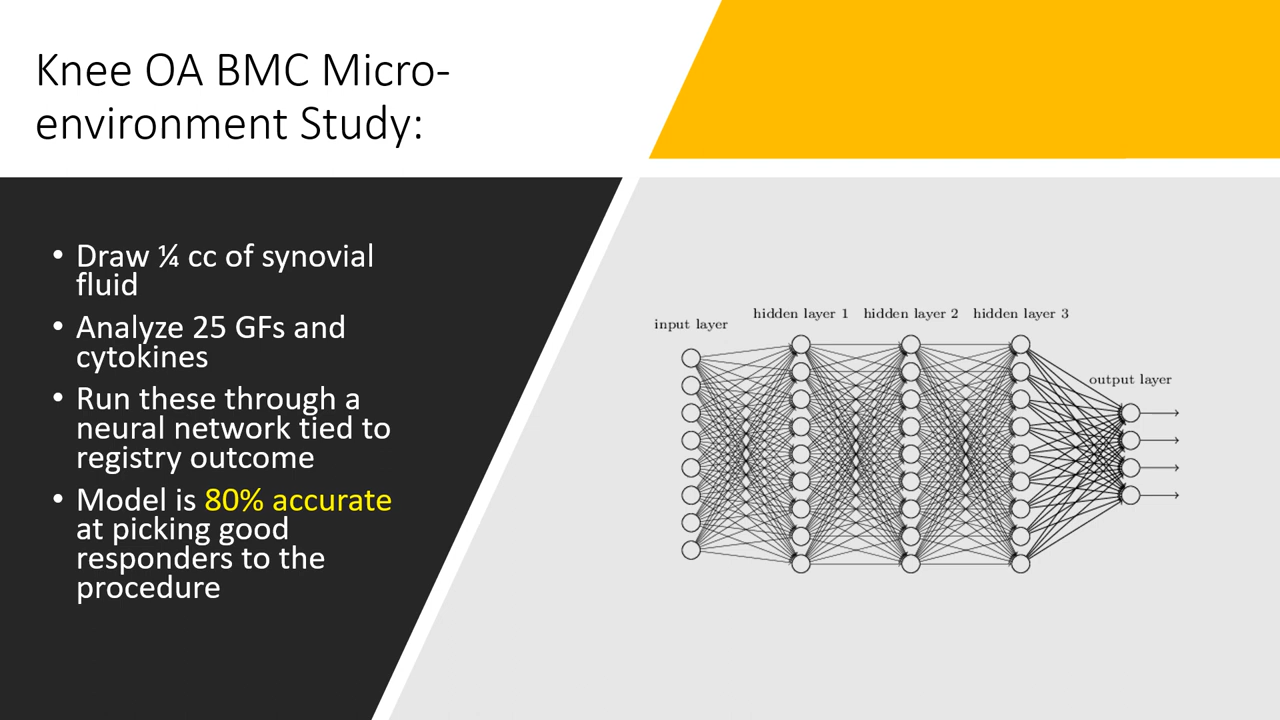 Knee OA BMC Micro-
environment Study:
• Draw ¼ cc of synovial
fluid
• Analyze 25 GFs and
cytokines
• Run these through a
neural network tied to
registry outcome
• Model is 80% accurate
at picking good
responders to the
procedure
input layer
hidden layer 1
hidden layer 2
hidden layer 3
output layer